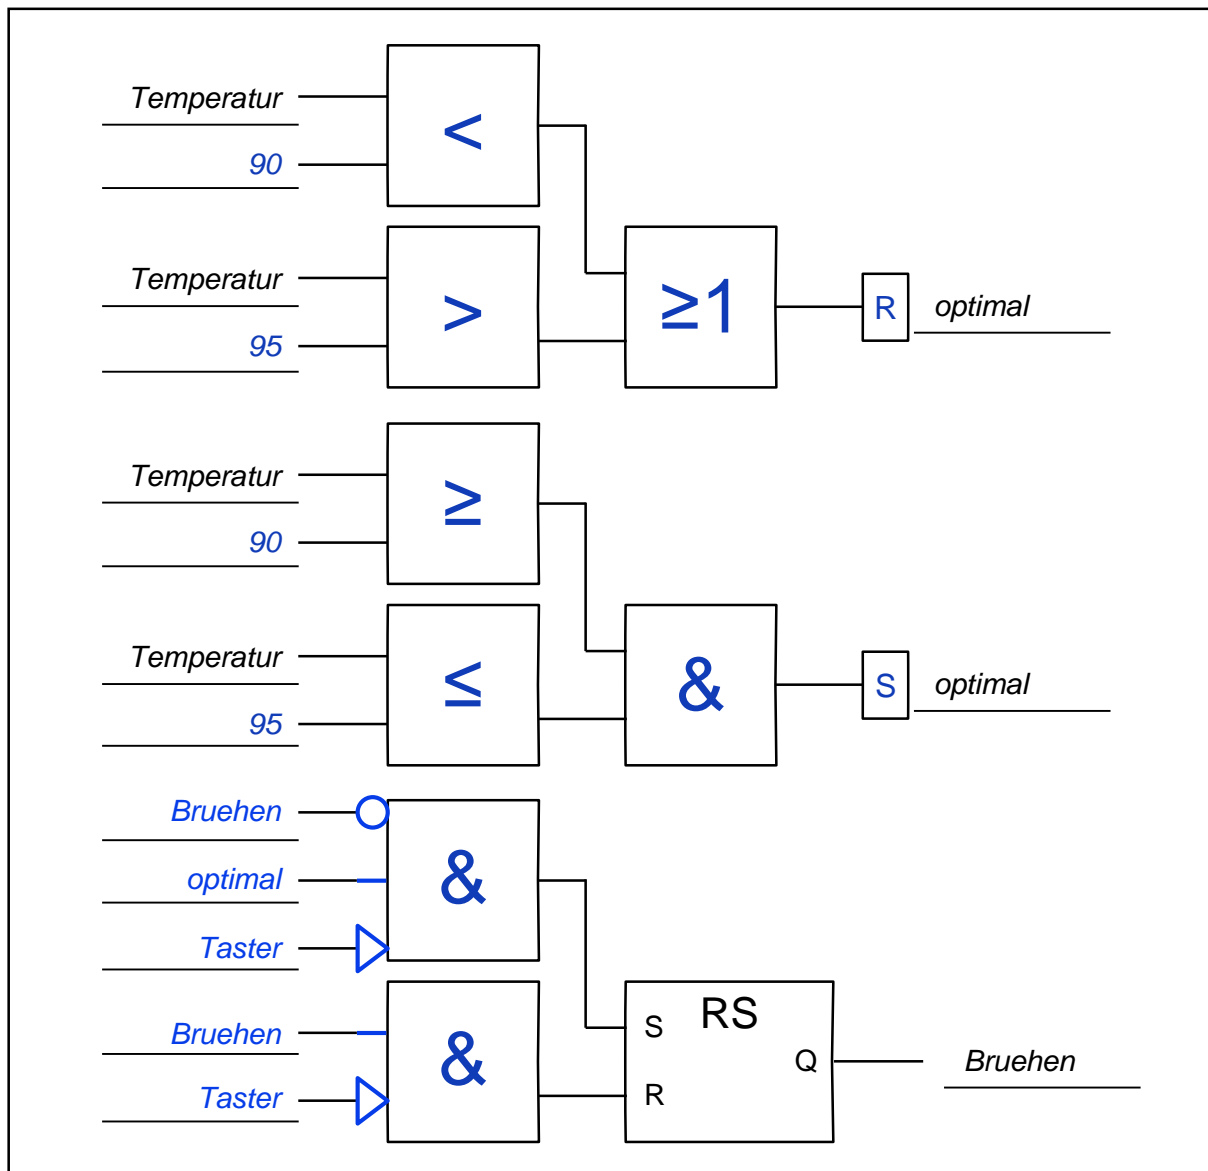 Temperatur
<
90
Temperatur
>
≥1
R
optimal
95
Temperatur
≥
90
Temperatur
≤
&
S
optimal
95
Bruehen
optimal
&
Taster
Bruehen
&
S
RS
Q
Bruehen
Taster
R